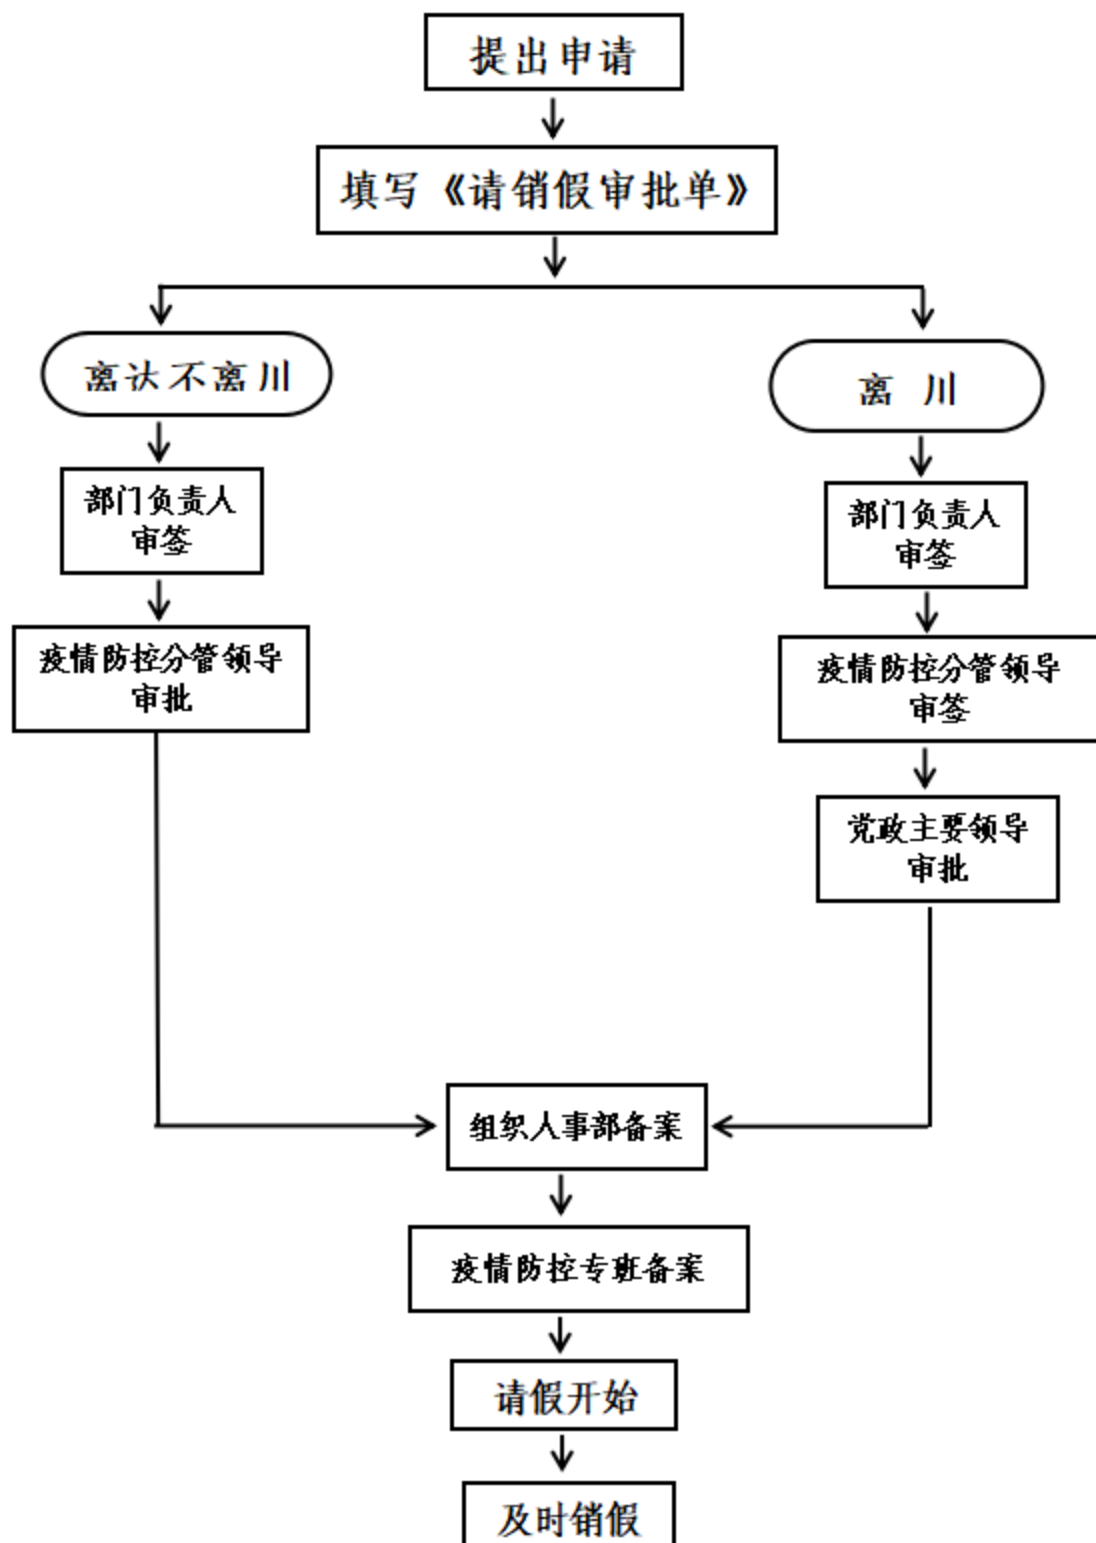 提出申请
填写《请销假审批单》
离达不离川
离 川
部门负责人
审签
部门负责人
审签
疫情防控分管领导
审批
疫情防控分管领导
审签
党政主要领导
审批
组织人事部备案
疫情防控专班备案
请假开始
及时销假